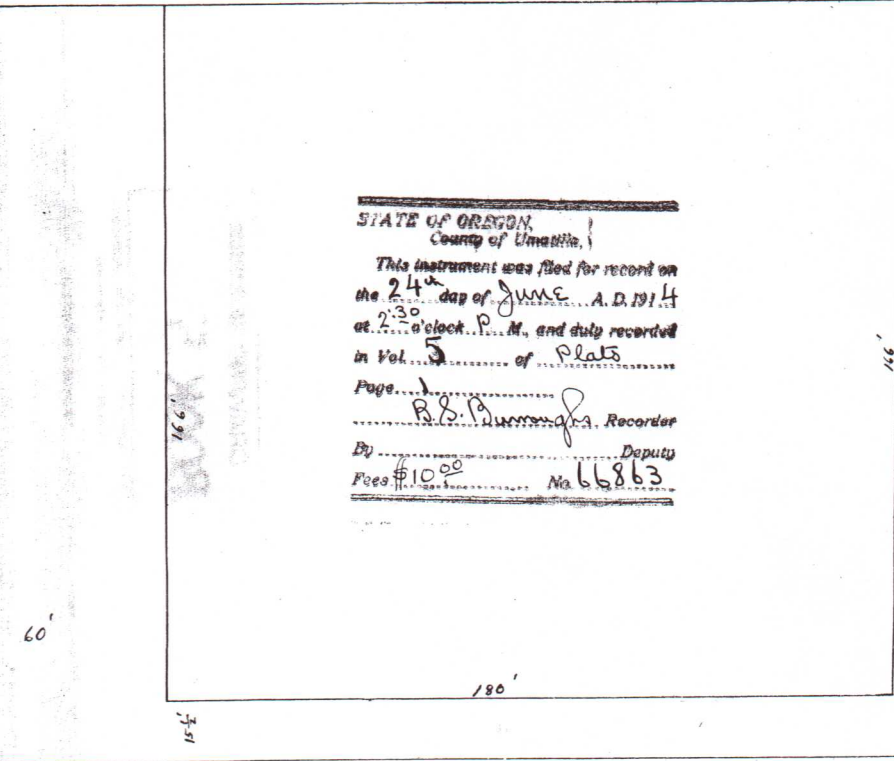 STATE OF OREGON,
County of Umatilla,
This instrument was filed for record on
the 24th day of June A. D. 1914
at 2:30 o'clock P M., and duly recorded
in Vol. 5 of Plats
Page 1
B.S. Burroughs. Recorder
By Deputy
Fees $10 00 No. 66863
166'
166'
60'
180'